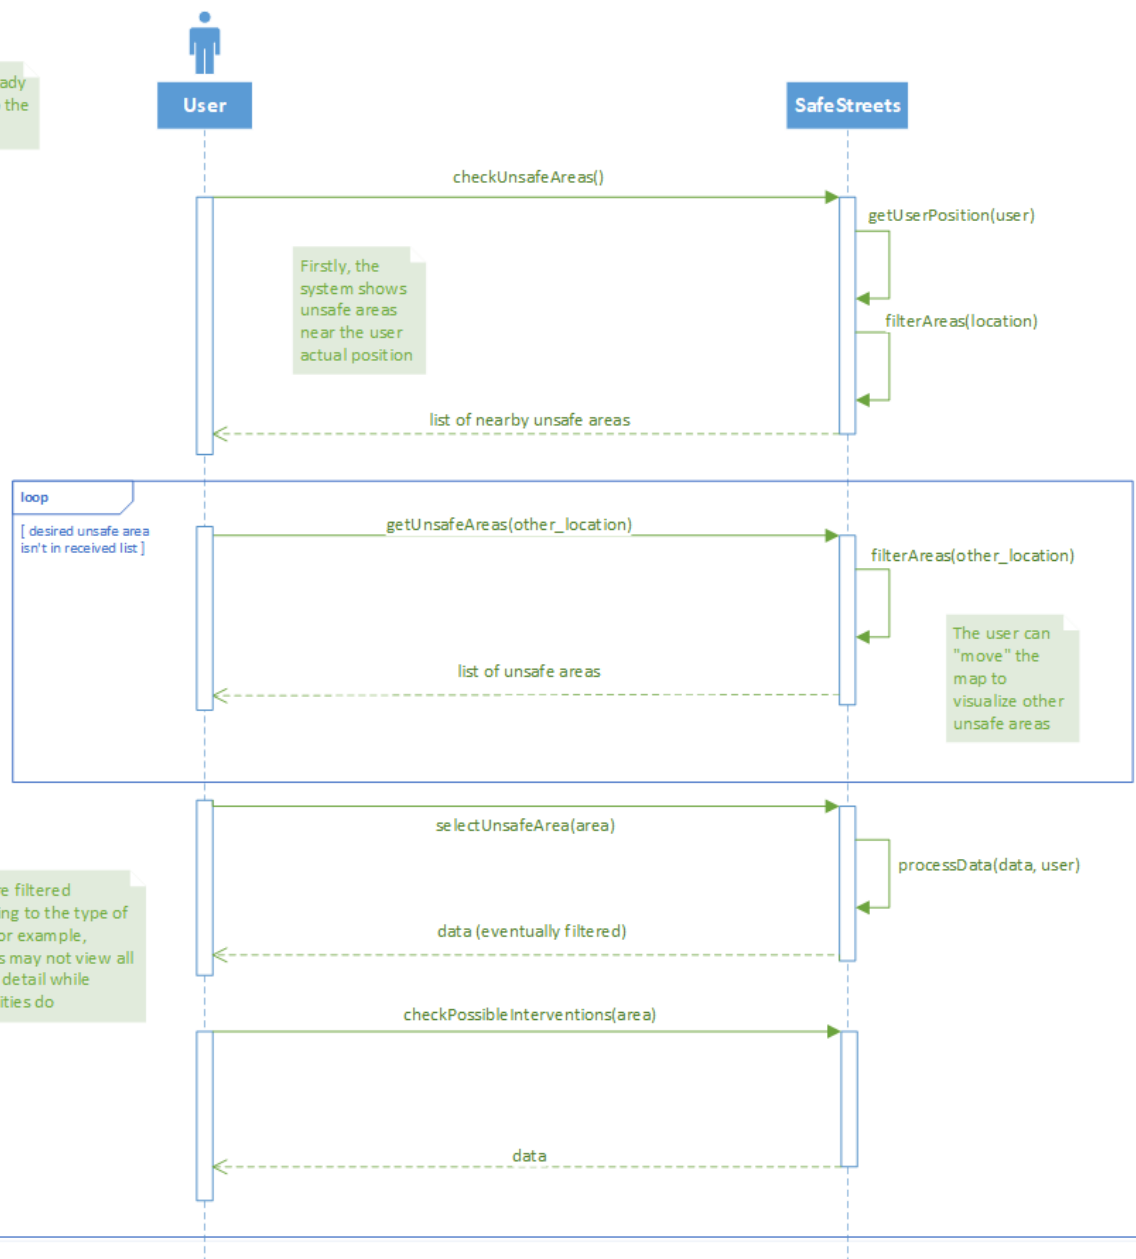 ady
the
User
SafeStreets
checkUnsafeAreas()
getUserPosition(user)
Firstly, the
system shows
unsafe areas
near the user
actual position
filterAreas(location)
list of nearby unsafe areas
loop
[ desired unsafe area
isn't in received list ]
getUnsafeAreas(other_location)
filterAreas(other_location)
The user can
"move" the
map to
visualize other
unsafe areas
list of unsafe areas
selectUnsafeArea(area)
processData(data, user)
e filtered
ng to the type of
or example,
s may not view all
detail while
ities do
data (eventually filtered)
checkPossibleInterventions(area)
data